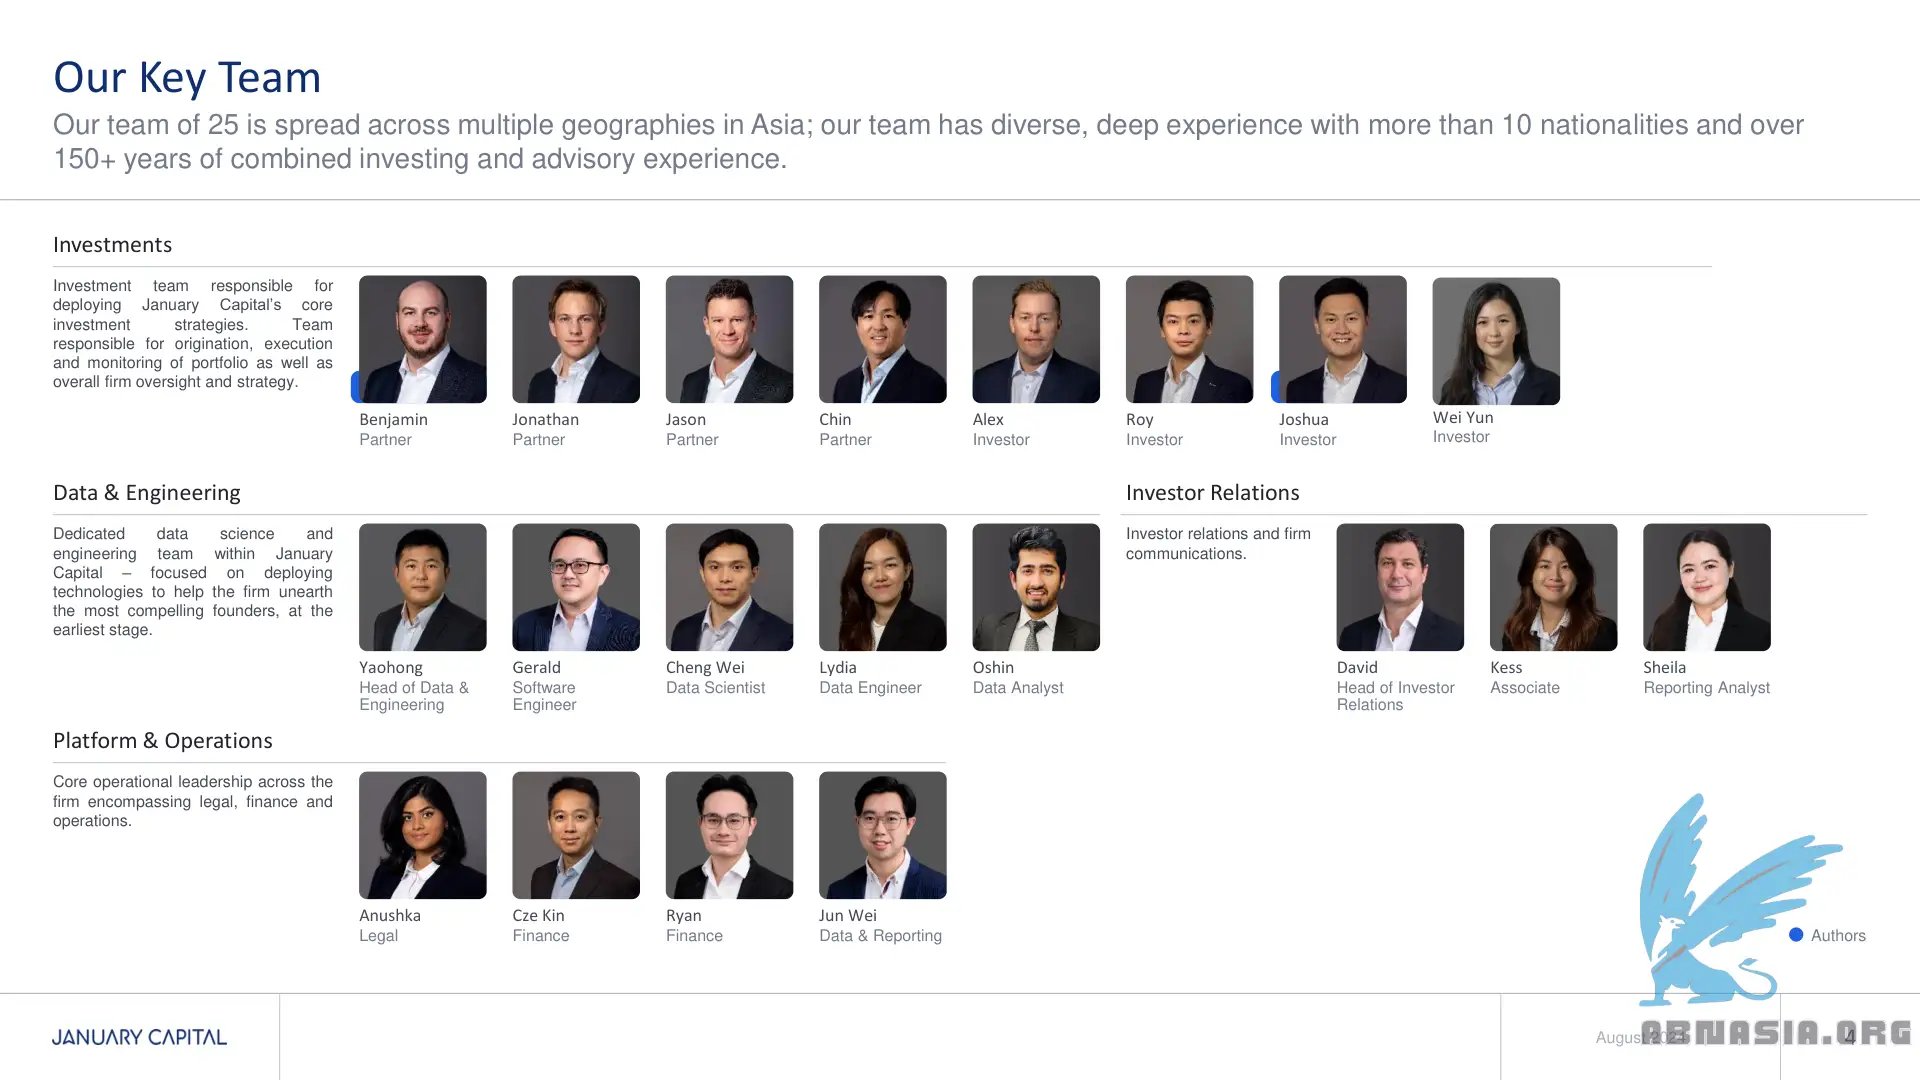 Our Key Team
Our team of 25 is spread across multiple geographies in Asia; our team has diverse, deep experience with more than 10 nationalities and over
150+ years of combined investing and advisory experience.
Investments
Investment team responsible for
deploying January Capital's core
investment strategies. Team
responsible for origination, execution
and monitoring of portfolio as well as
overall firm oversight and strategy.
Benjamin
Partner
Jonathan
Partner
Jason
Partner
Chin
Partner
Alex
Investor
Roy
Investor
Joshua
Investor
Wei Yun
Investor
Data & Engineering
Dedicated data science and
engineering team within January
Capital – focused on deploying
technologies to help the firm unearth
the most compelling founders, at the
earliest stage.
Yaohong
Head of Data &
Engineering
Gerald
Software
Engineer
Cheng Wei
Data Scientist
Lydia
Data Engineer
Oshin
Data Analyst
Investor Relations
Investor relations and firm
communications.
David
Head of Investor
Relations
Kess
Associate
Sheila
Reporting Analyst
Platform & Operations
Core operational leadership across the
firm encompassing legal, finance and
operations.
Anushka
Legal
Cze Kin
Finance
Ryan
Finance
Jun Wei
Data & Reporting
Authors
JANUARY CAPITAL
August
ABNASIA.ORG
4